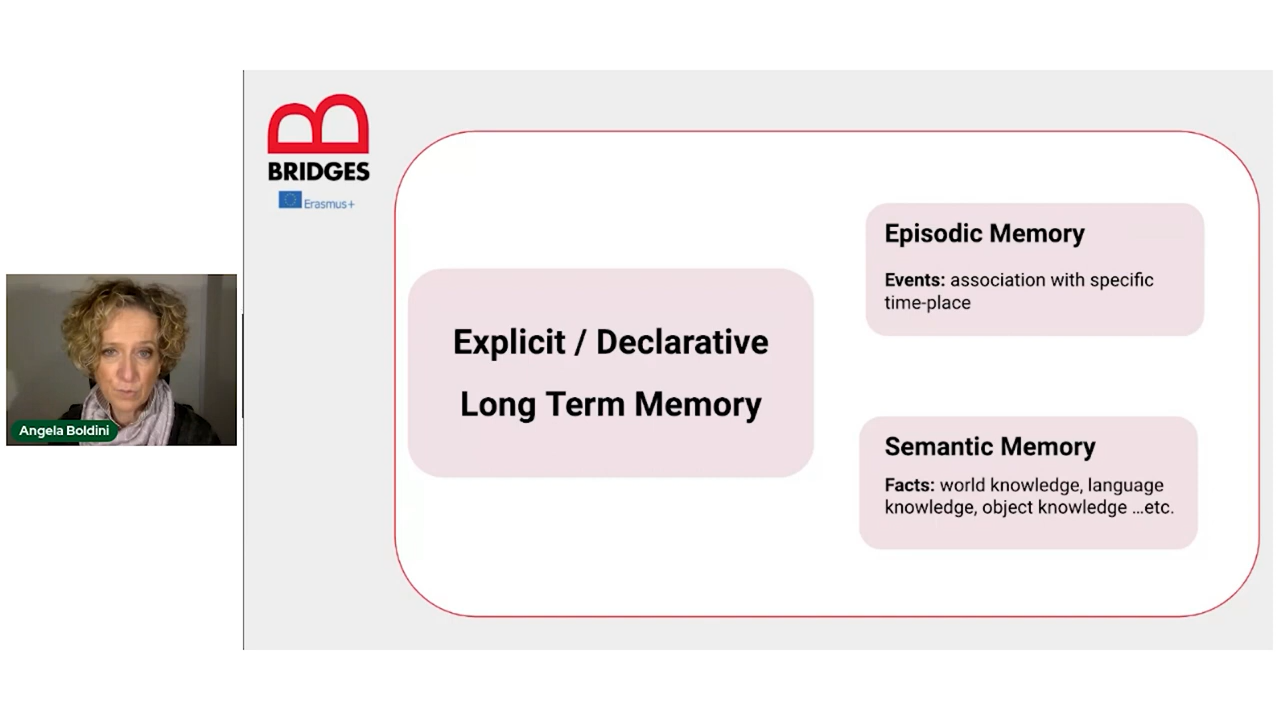 BRIDGES
Erasmus+
Angela Boldini
Explicit / Declarative
Long Term Memory
Episodic Memory
Events: association with specific
time-place
Semantic Memory
Facts: world knowledge, language
knowledge, object knowledge ...etc.